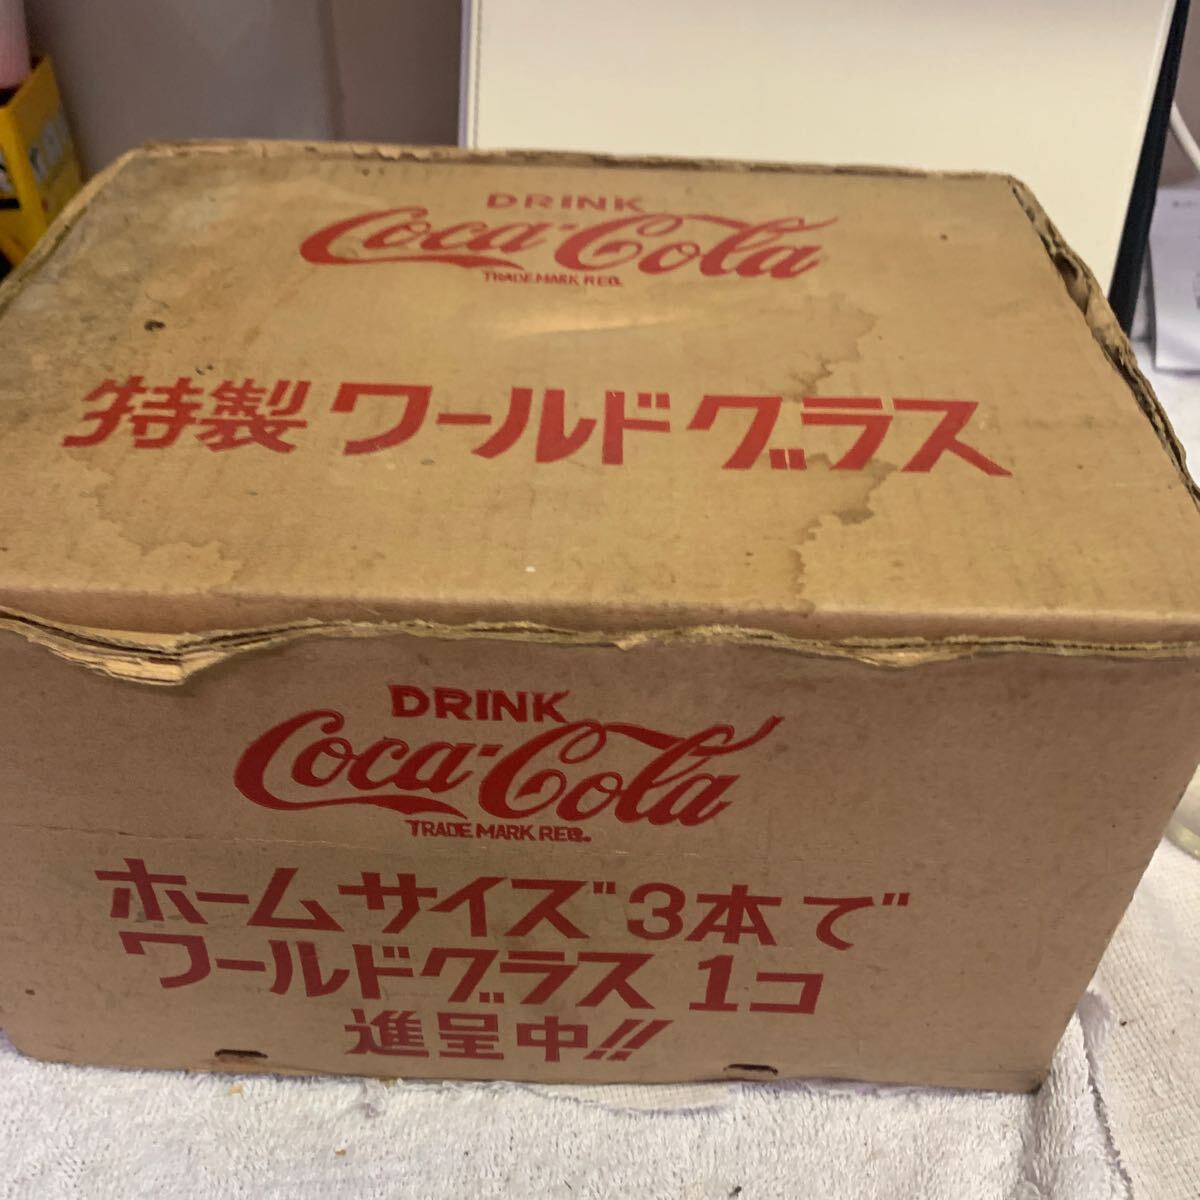 DRINK
Coca-Cola
TRADE MARK REG.
特製 ワールドグラス
DRINK
Coca-Cola
TRADE MARK REG.
ホームサイズ"3本で"
ワールドグラス 1コ
進呈中!!